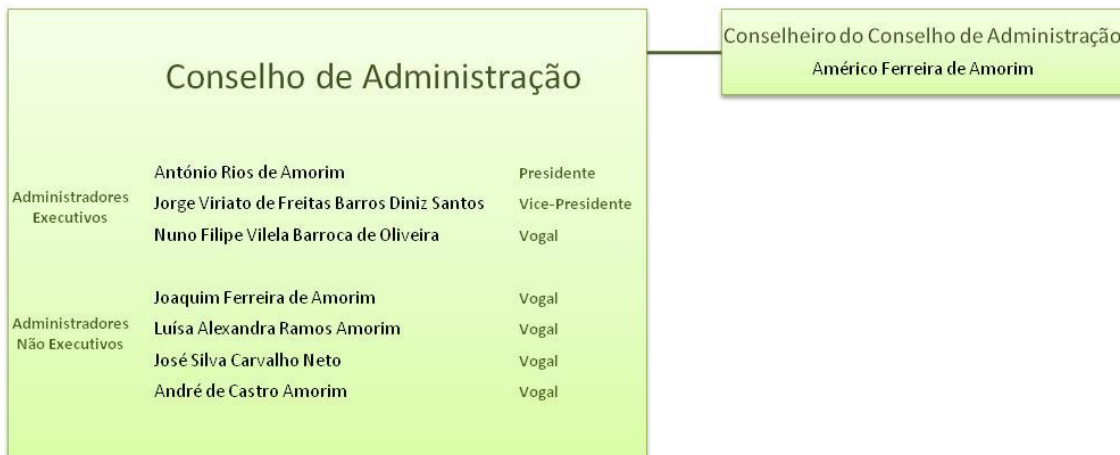 Conselho de Administração
Administradores
Executivos
António Rios de Amorim Presidente
Jorge Viriato de Freitas Barros Diniz Santos Vice-Presidente
Nuno Filipe Vilela Barroca de Oliveira Vogal
Administradores
Não Executivos
Joaquim Ferreira de Amorim Vogal
Luísa Alexandra Ramos Amorim Vogal
José Silva Carvalho Neto Vogal
André de Castro Amorim Vogal
Conselheiro do Conselho de Administração
Américo Ferreira de Amorim